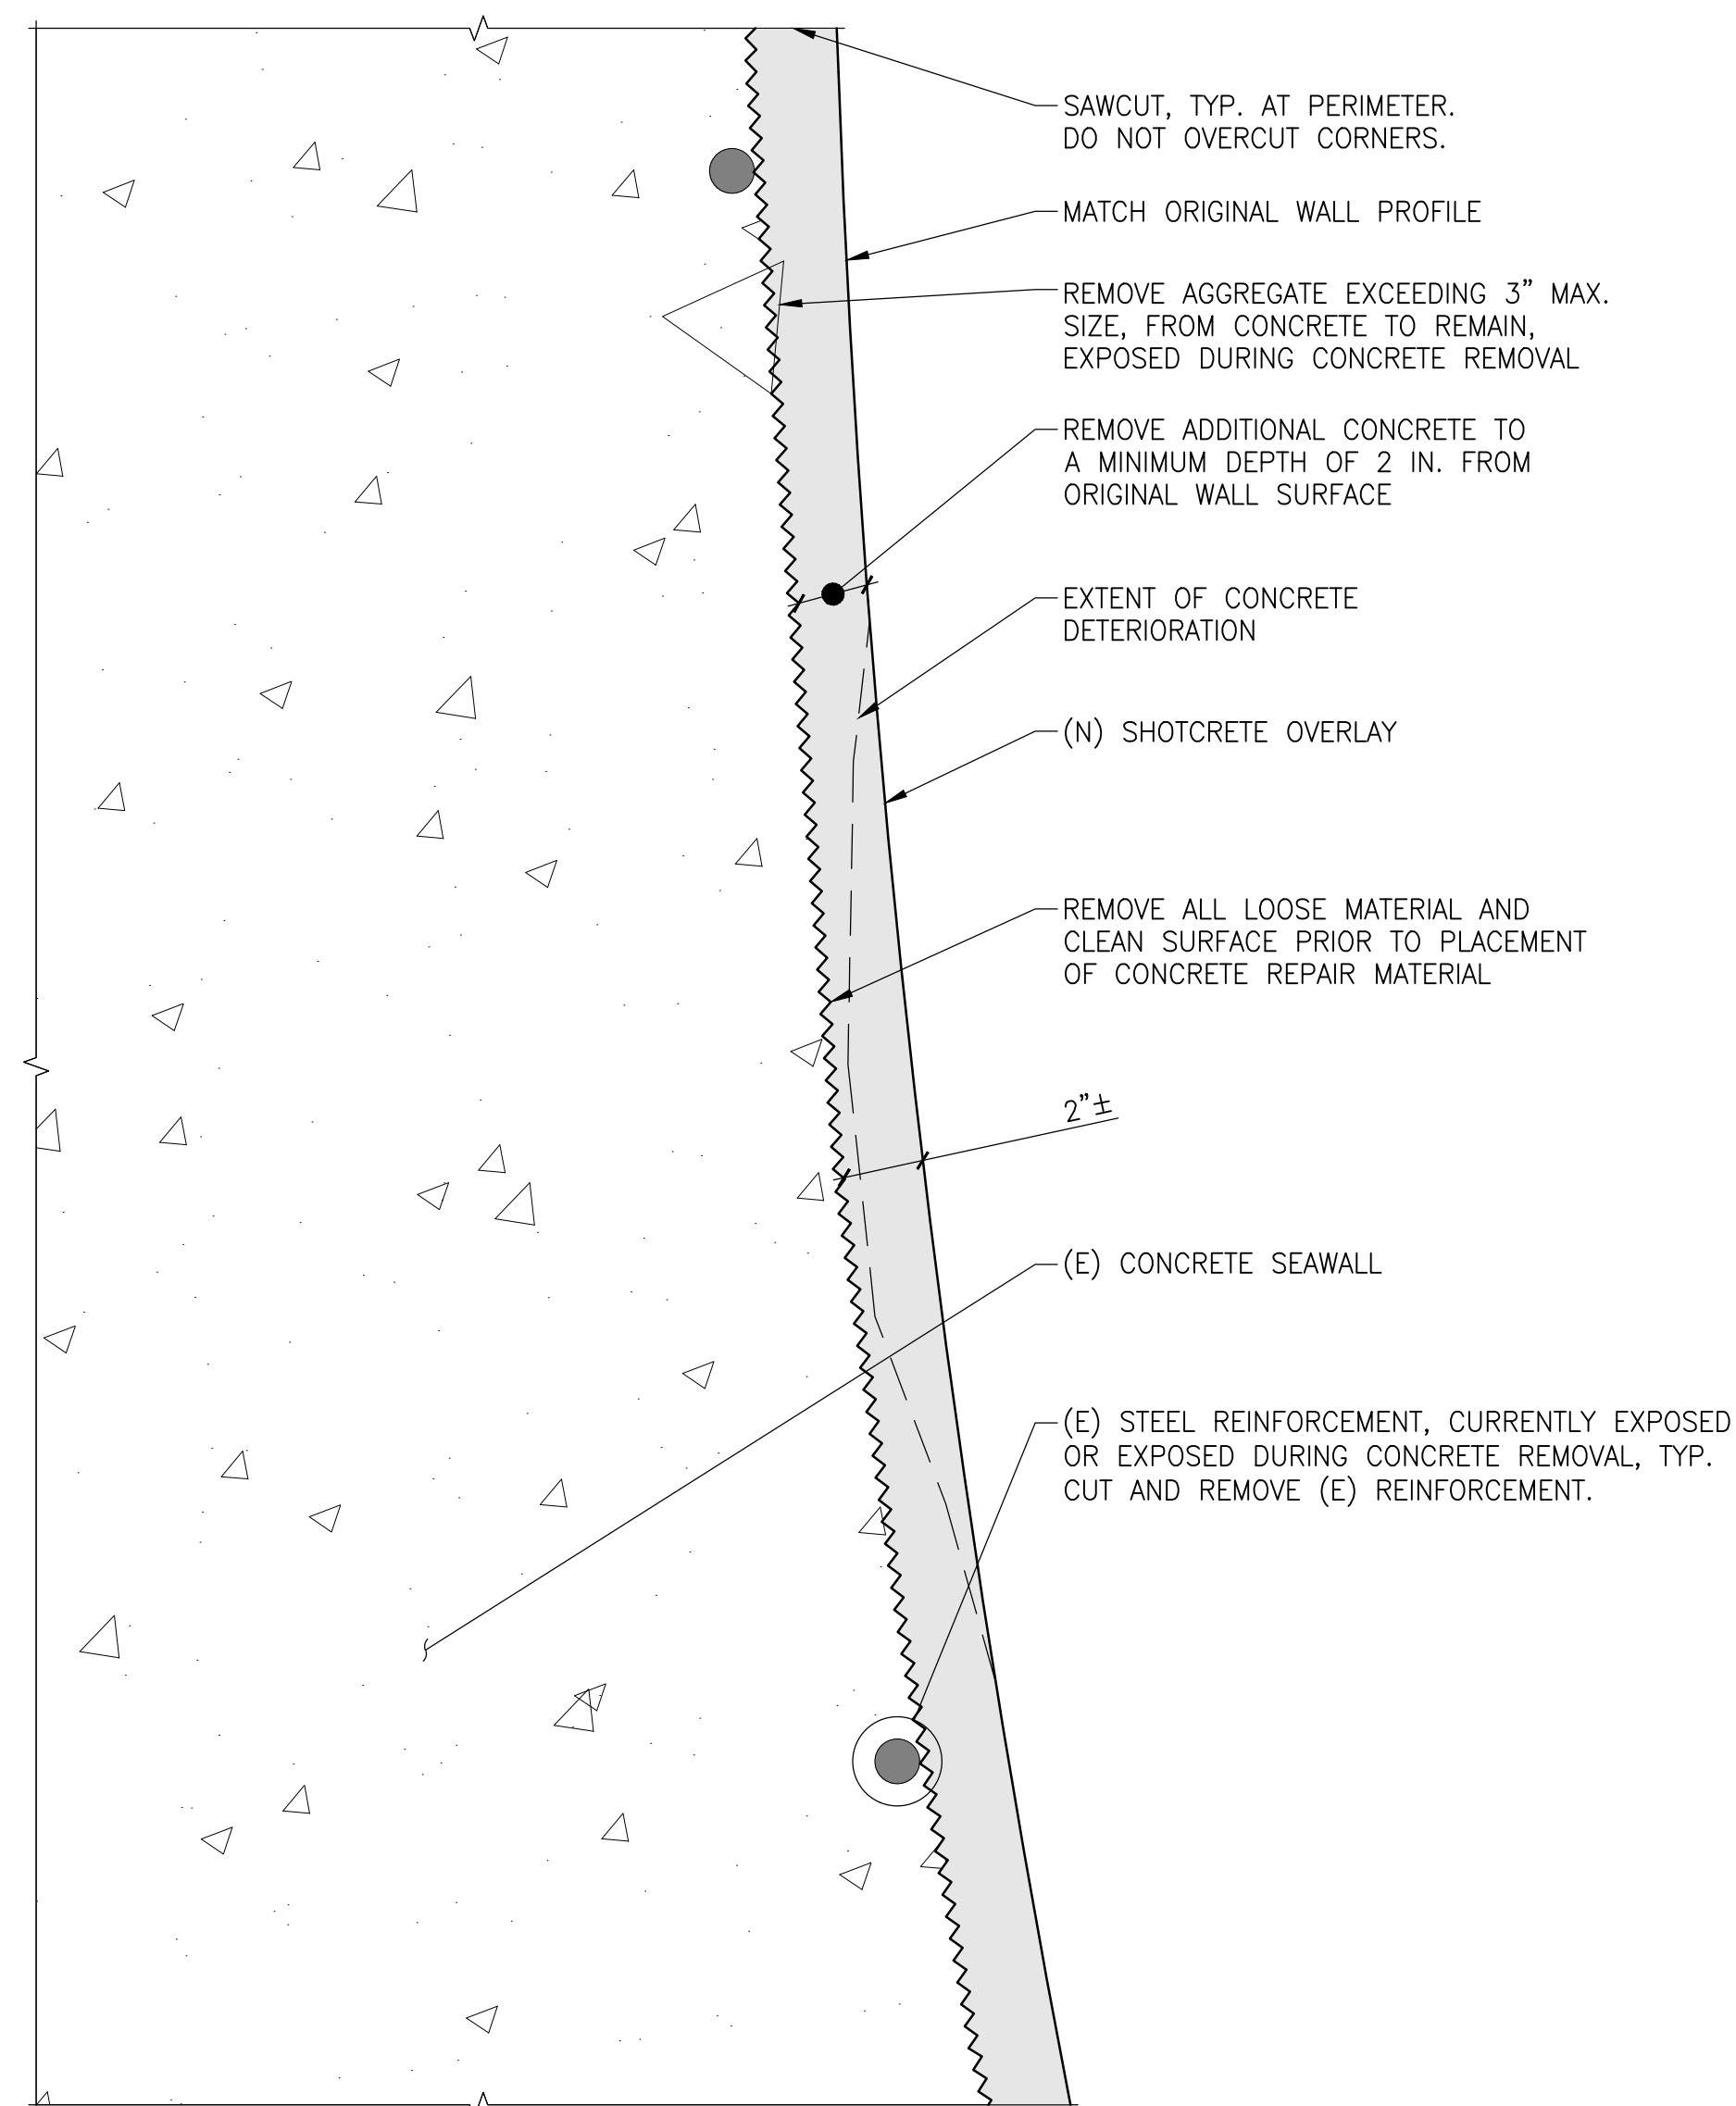 SAWCUT, TYP. AT PERIMETER.
DO NOT OVERCUT CORNERS.
MATCH ORIGINAL WALL PROFILE
REMOVE AGGREGATE EXCEEDING 3" MAX.
SIZE, FROM CONCRETE TO REMAIN,
EXPOSED DURING CONCRETE REMOVAL
REMOVE ADDITIONAL CONCRETE TO
A MINIMUM DEPTH OF 2 IN. FROM
ORIGINAL WALL SURFACE
EXTENT OF CONCRETE
DETERIORATION
(N) SHOTCRETE OVERLAY
REMOVE ALL LOOSE MATERIAL AND
CLEAN SURFACE PRIOR TO PLACEMENT
OF CONCRETE REPAIR MATERIAL
2"±
(E) CONCRETE SEAWALL
(E) STEEL REINFORCEMENT, CURRENTLY EXPOSED
OR EXPOSED DURING CONCRETE REMOVAL, TYP.
CUT AND REMOVE (E) REINFORCEMENT.